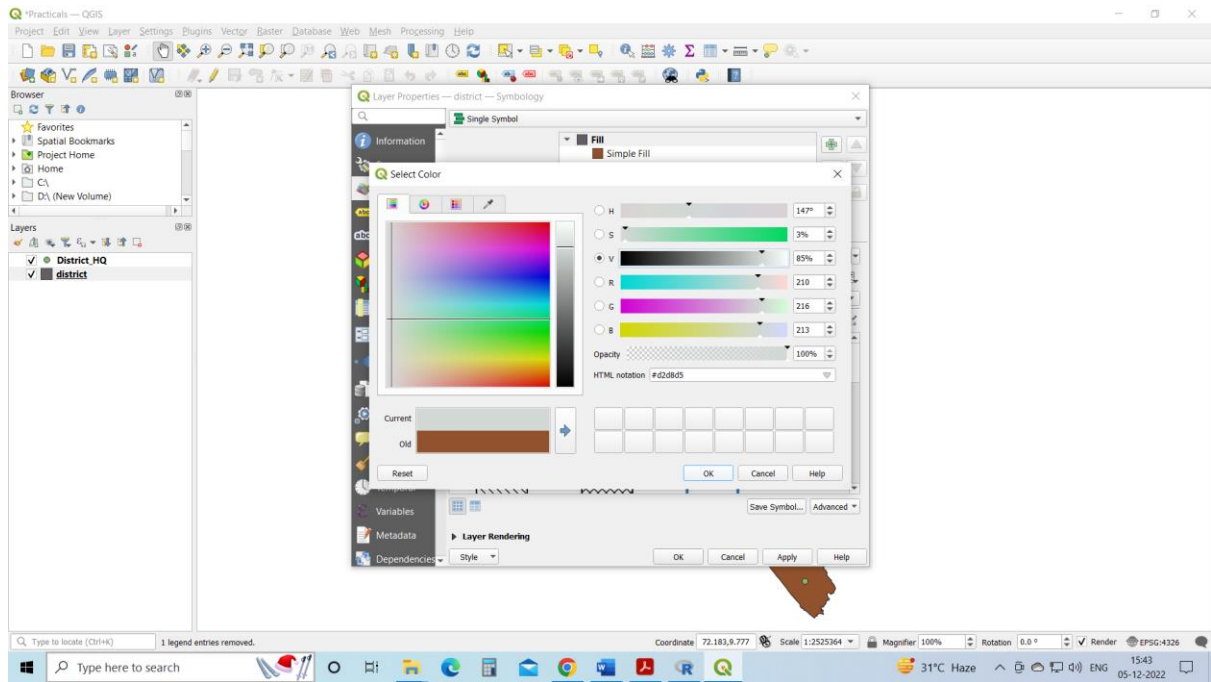 *Practicals — QGIS
Project Edit View Layer Settings Plugins Vector Raster Database Web Mesh Processing Help
Browser
Favorites
Spatial Bookmarks
Project Home
Home
C:\
D:\ (New Volume)
Layers
District_HQ
district
Layer Properties — district — Symbology
Single Symbol
Information
Fill
Simple Fill
Select Color
H 147°
S 3%
V 85%
R 210
G 216
B 213
Opacity 100%
HTML notation #d2d8d5
Current
Old
Reset OK Cancel Help
Variables
Save Symbol... Advanced
Metadata
Layer Rendering
Dependencies
Style OK Cancel Apply Help
Type to locate (Ctrl+K) 1 legend entries removed. Coordinate 72.183,9.777 Scale 1:2525364 Magnifier 100% Rotation 0.0 ° Render EPSG:4326
Type here to search 31°C Haze ENG 15:43
05-12-2022